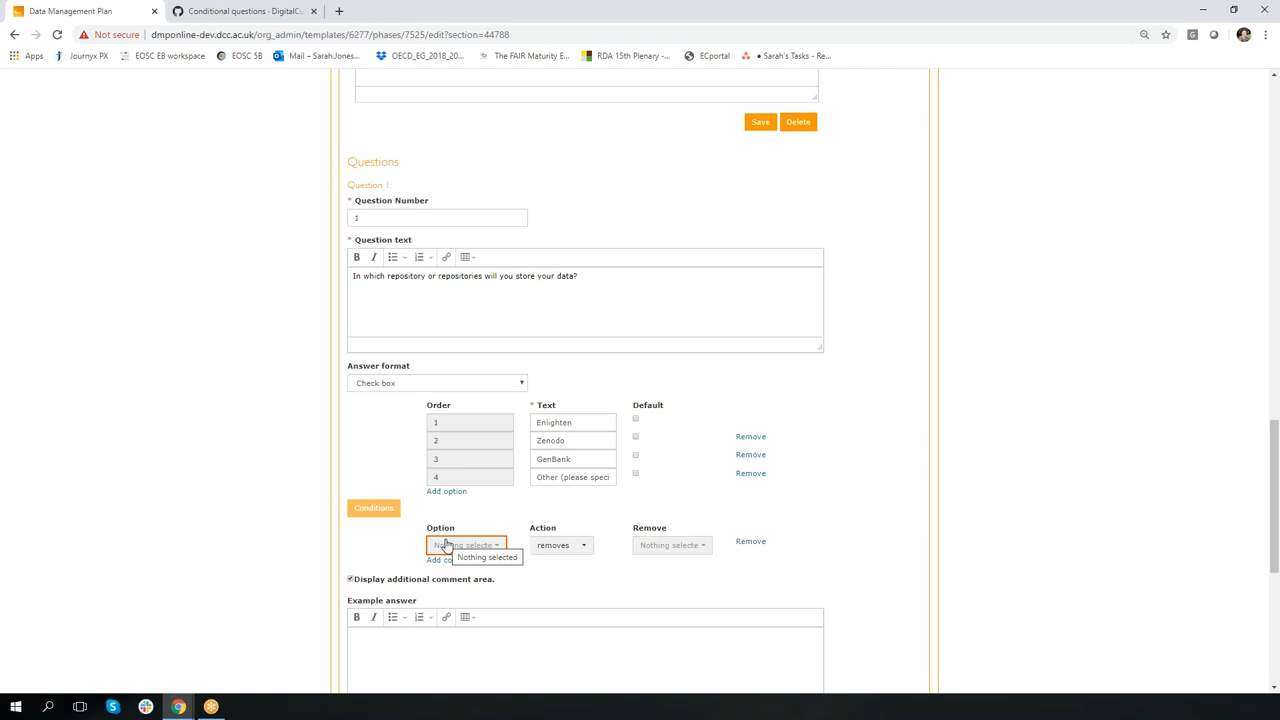 Data Management Plan
Conditional questions - DigitalCu
Not secure
dmponline-dev.dcc.ac.uk/org_admin/templates/6277/phases/7525/edit?section=44788
Apps
Journyx PX
EOSC EB workspace
EOSC 5B
Mail – Sarah.Jones...
OECD_EG_2018_20...
The FAIR Maturity E...
RDA 15th Plenary -...
ECportal
• Sarah's Tasks - Re...
Save
Delete
Questions
Question 1
* Question Number
1
* Question text
B I
In which repository or repositories will you store your data?
Answer format
Check box
Order
* Text
Default
1
Enlighten
2
Zenodo
Remove
3
GenBank
Remove
4
Other (please speci
Remove
Add option
Conditions
Option
Action
Remove
Nothing selecte
removes
Nothing selecte
Remove
Add co
Nothing selected
Display additional comment area.
Example answer
B I